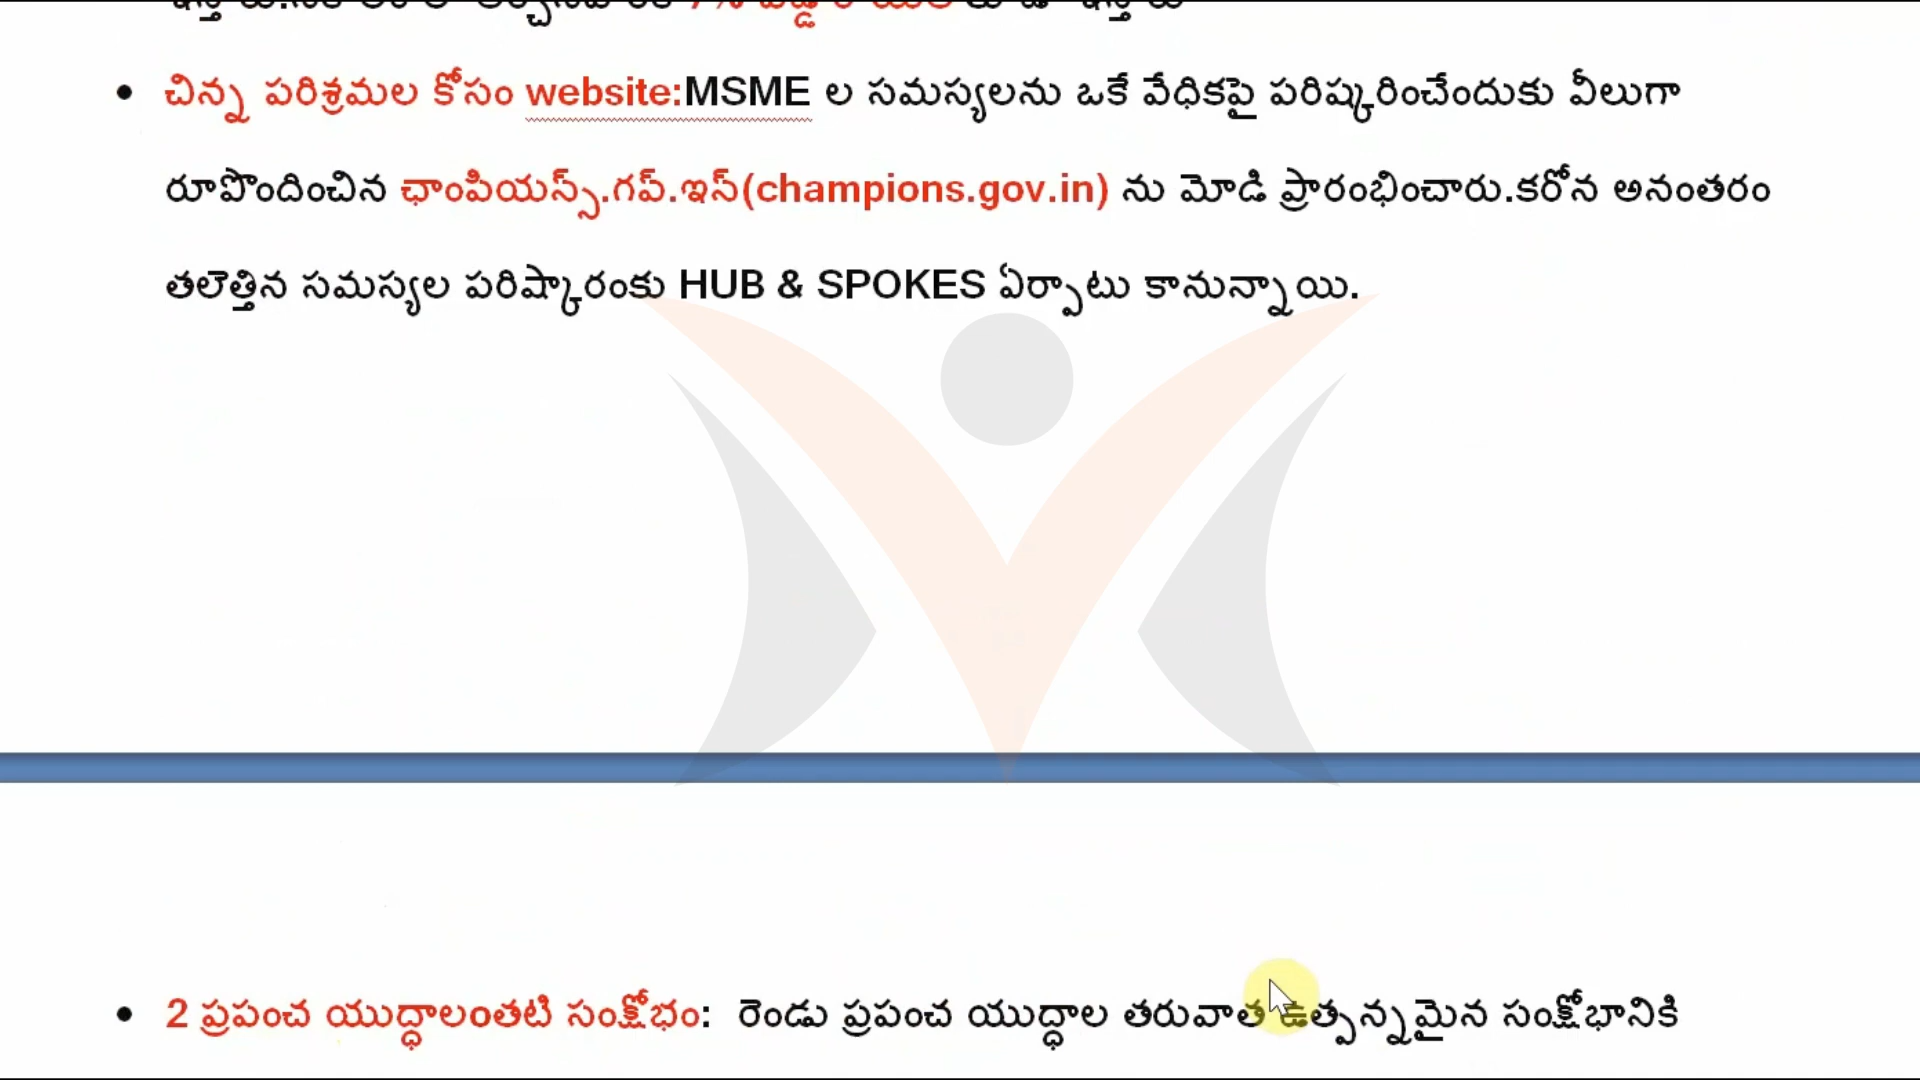 7%
• చిన్న పరిశ్రమల కోసం website:MSME ల సమస్యలను ఒకే వేధికపై పరిష్కరించేందుకు వీలుగా
రూపొందించిన ఛాంపియన్స్.గవ్.ఇన్(champions.gov.in) ను మోడి ప్రారంభించారు.కరోన అనంతరం
తలెత్తిన సమస్యల పరిష్కారంకు HUB & SPOKES ఏర్పాటు కానున్నాయి.
• 2 ప్రపంచ యుద్ధాలంతటి సంక్షోభం: రెండు ప్రపంచ యుద్ధాల తరువాత ఉత్పన్నమైన సంక్షోభానికి